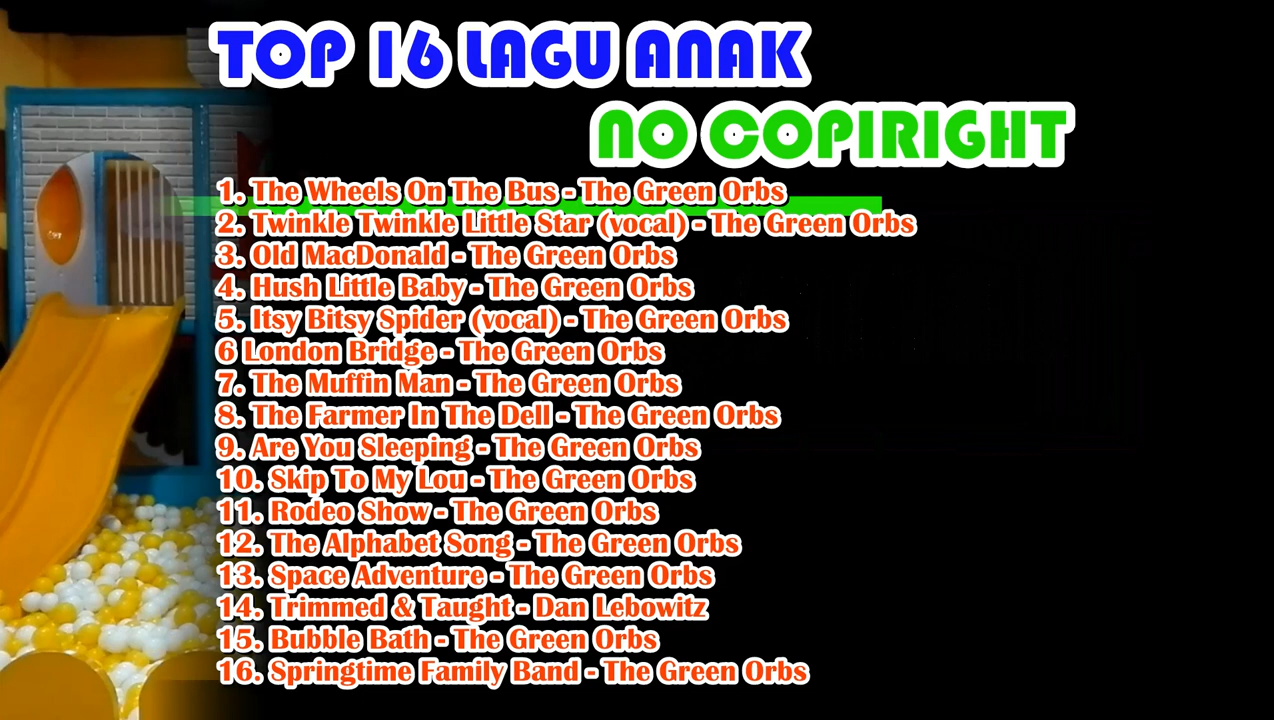 TOP 16 LAGU ANAK
NO COPIRIGHT
1. The Wheels On The Bus - The Green Orbs
2. Twinkle Twinkle Little Star (vocal) - The Green Orbs
3. Old MacDonald - The Green Orbs
4. Hush Little Baby - The Green Orbs
5. Itsy Bitsy Spider (vocal) - The Green Orbs
6 London Bridge - The Green Orbs
7. The Muffin Man - The Green Orbs
8. The Farmer In The Dell - The Green Orbs
9. Are You Sleeping - The Green Orbs
10. Skip To My Lou - The Green Orbs
11. Rodeo Show - The Green Orbs
12. The Alphabet Song - The Green Orbs
13. Space Adventure - The Green Orbs
14. Trimmed & Taught - Dan Lebowitz
15. Bubble Bath - The Green Orbs
16. Springtime Family Band - The Green Orbs